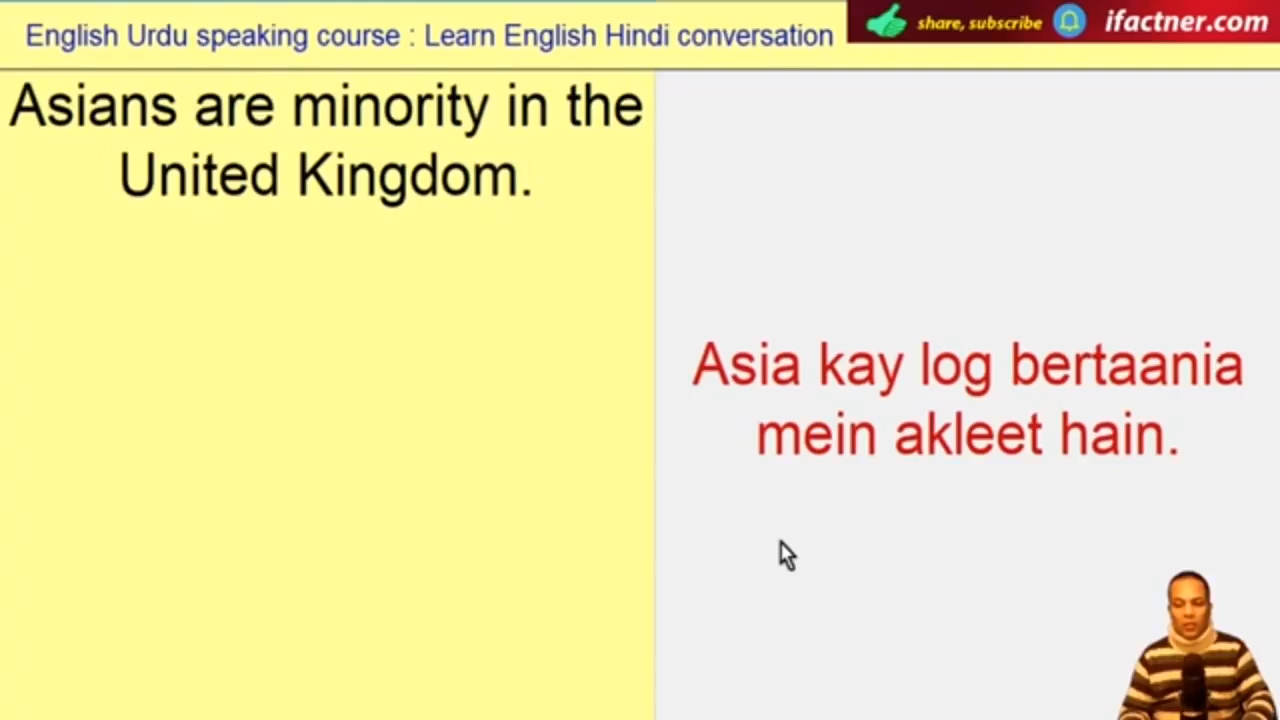 English Urdu speaking course : Learn English Hindi conversation
share, subscribe
ifactner.com
Asians are minority in the
United Kingdom.
Asia kay log bertaania
mein akleet hain.